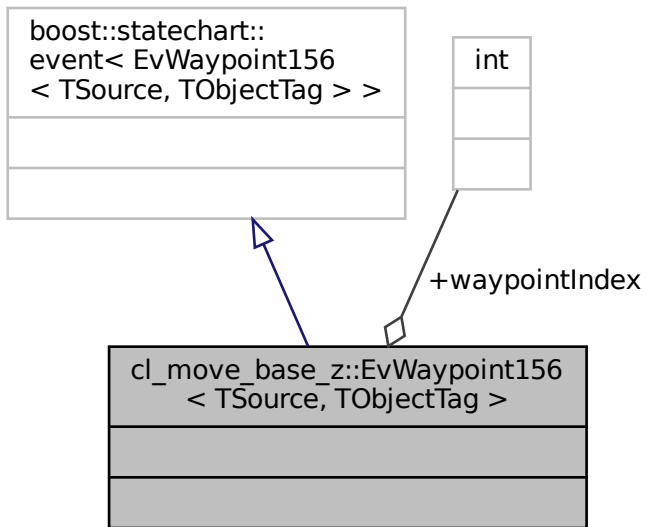 boost::statechart::
event< EvWaypoint156
< TSource, TObjectTag > >
int
+waypointIndex
cl_move_base_z::EvWaypoint156
< TSource, TObjectTag >